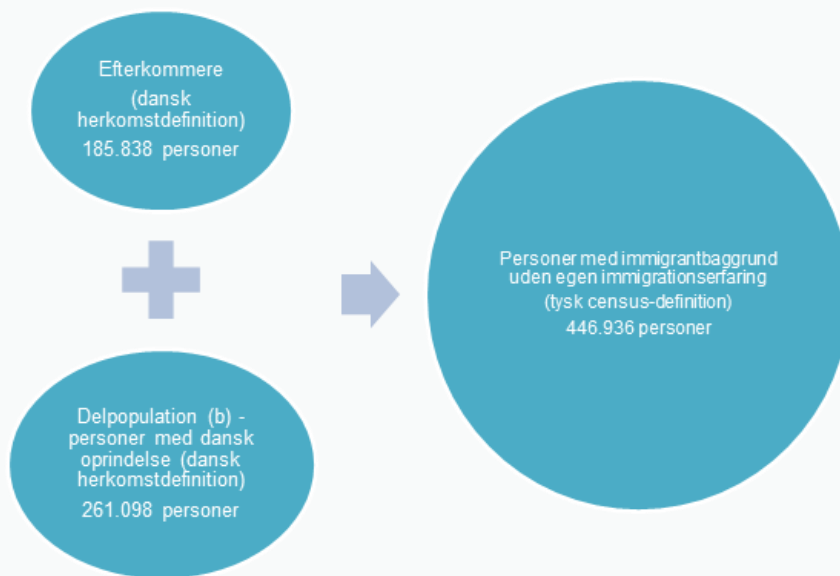 Efterkommere
(dansk
herkomstdefinition)
185.838 personer
Delpopulation (b) -
personer med dansk
oprindelse (dansk
herkomstdefinition)
261.098 personer
Personer med immigrantbaggrund
uden egen immigrationserfaring
(tysk census-definition)
446.936 personer